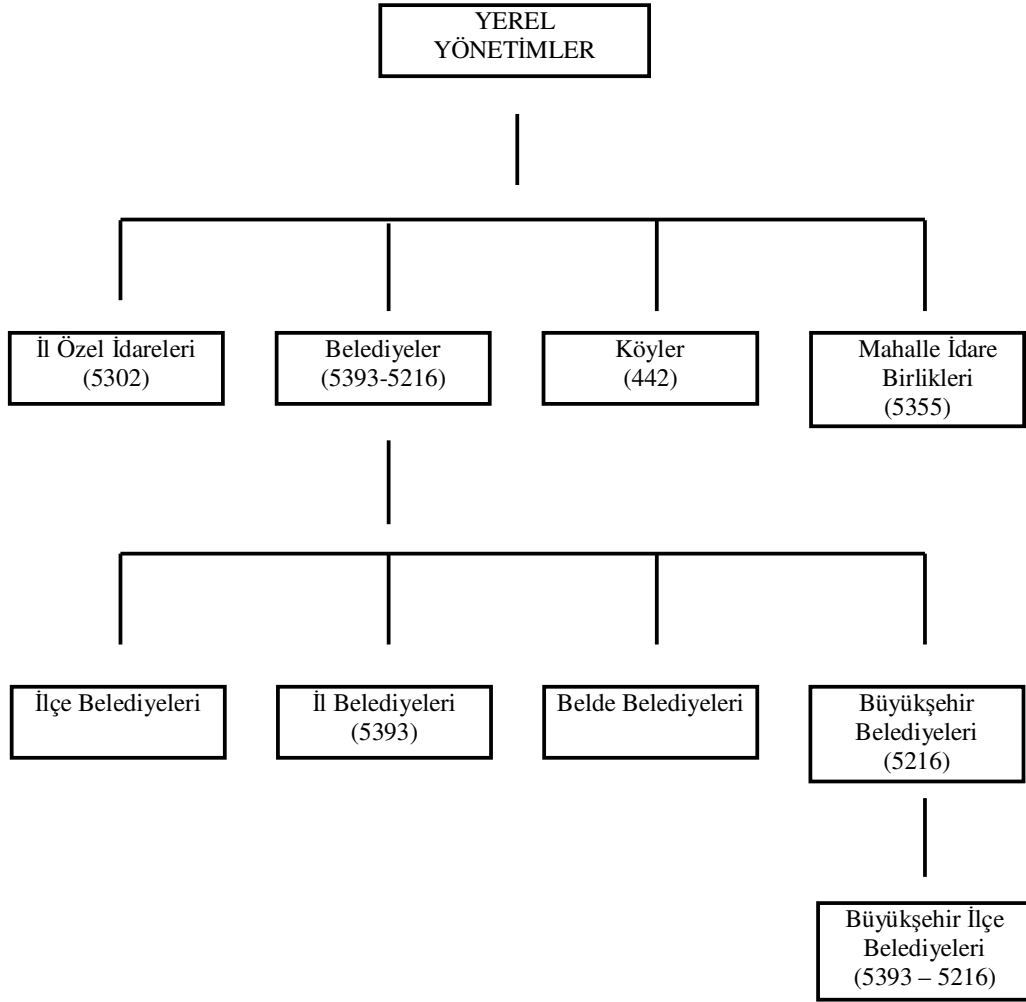 YEREL
YÖNETİMLER
İl Özel İdareleri
(5302)
Belediyeler
(5393-5216)
Köyler
(442)
Mahalle İdare
Birlikleri
(5355)
İlçe Belediyeleri
İl Belediyeleri
(5393)
Belde Belediyeleri
Büyükşehir
Belediyeleri
(5216)
Büyükşehir İlçe
Belediyeleri
(5393 – 5216)